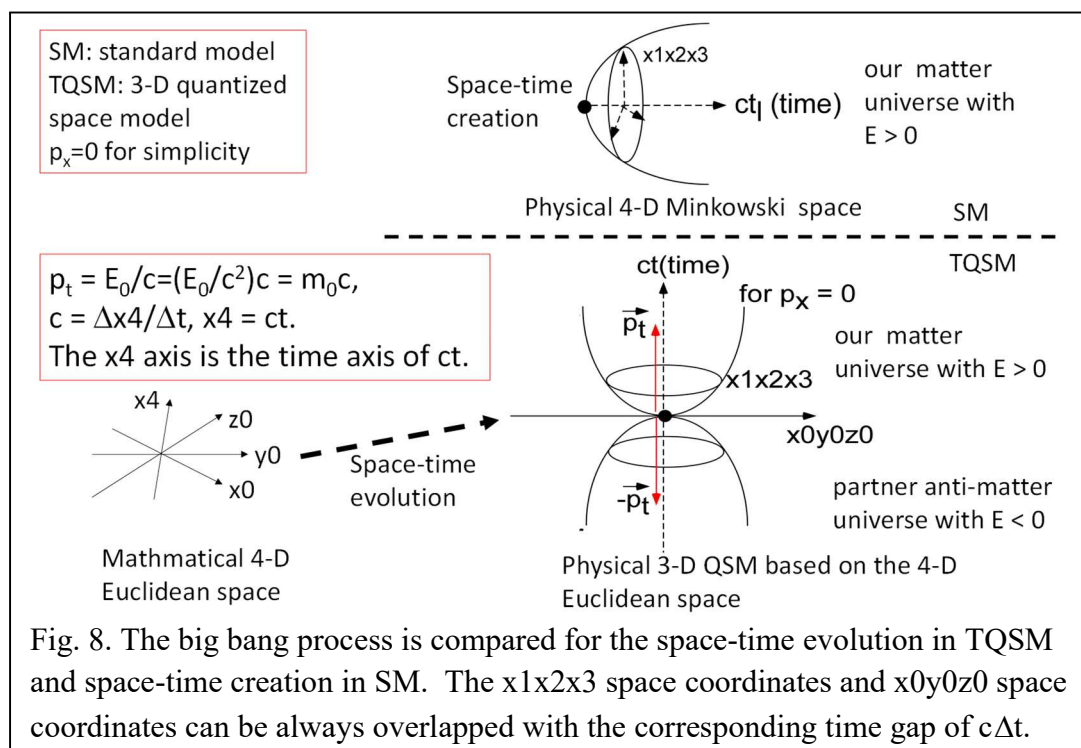 SM: standard model
TQSM: 3-D quantized
space model
pₓ=0 for simplicity
Space-time
creation
x1x2x3
ctl (time)
our matter
universe with
E > 0
Physical 4-D Minkowski space
SM
TQSM
pₜ = E₀/c=(E₀/c²)c = m₀c,
c = Δx4/Δt, x4 = ct.
The x4 axis is the time axis of ct.
x4
z0
y0
x0
Mathmatical 4-D
Euclidean space
Space-time
evolution
ct(time)
for pₓ = 0
pₜ
x1x2x3
our matter
universe with E > 0
x0y0z0
-pₜ
partner anti-matter
universe with E < 0
Physical 3-D QSM based on the 4-D
Euclidean space
Fig. 8. The big bang process is compared for the space-time evolution in TQSM
and space-time creation in SM. The x1x2x3 space coordinates and x0y0z0 space
coordinates can be always overlapped with the corresponding time gap of cΔt.